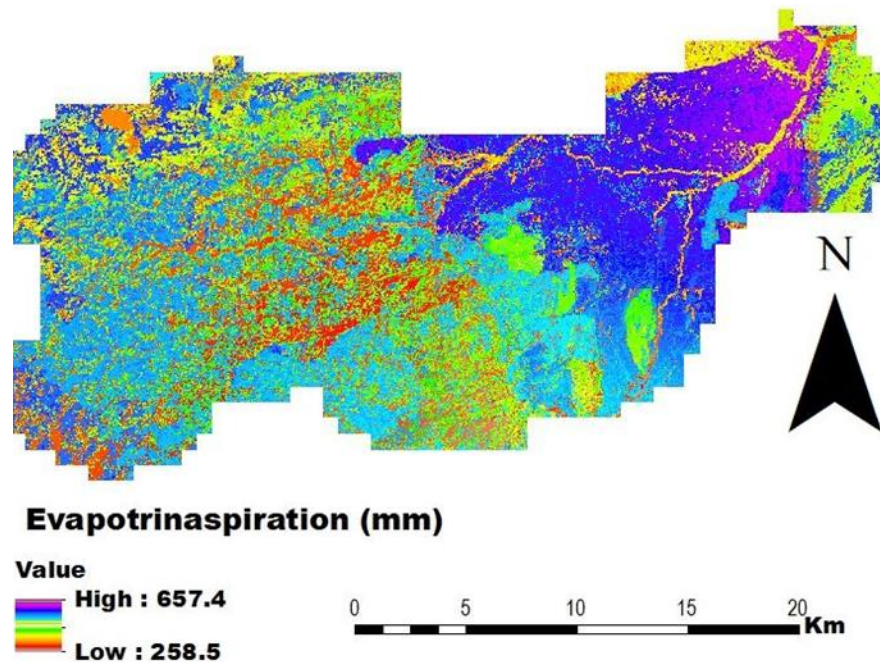 N
Evapotrinaspiration (mm)
Value
High : 657.4
Low : 258.5
0 5 10 15 20
Km